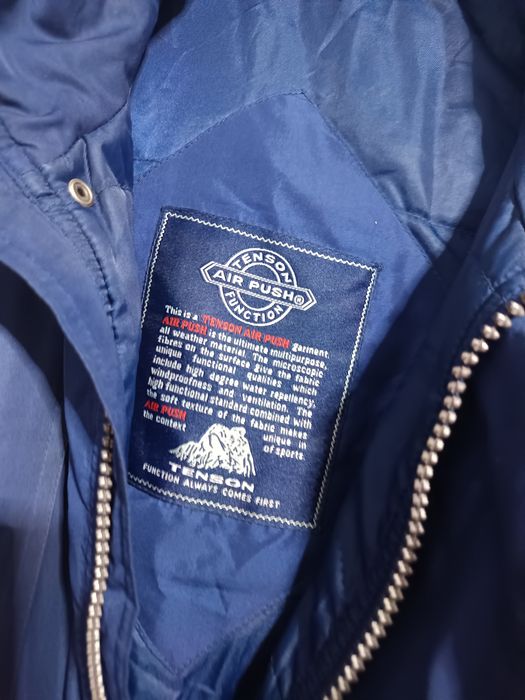 TENSON
AIR PUSH®
FUNCTION
This is a TENSON AIR PUSH garment.
AIR PUSH is the ultimate multipurpose,
all weather materiel. The microscopic
fibres on the surface give the fabric
unique functional qualities which
include high degree water repellency,
windproofness and ventilation. The
high functional standard combined with
the soft texture of the fabric makes
AIR PUSH unique in
the context of sports.
TENSON
FUNCTION ALWAYS COMES FIRST